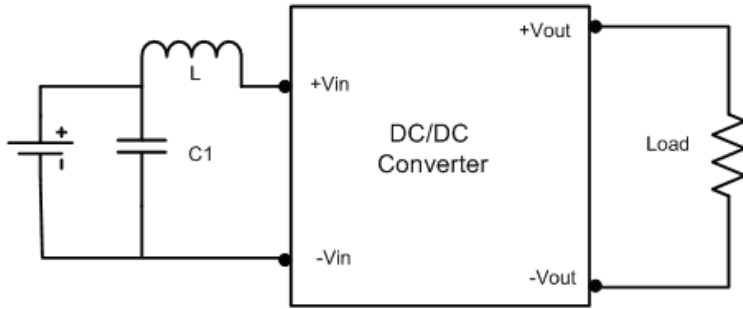 +Vout
L
+Vin
+
C1
DC/DC
Converter
Load
-Vin
-Vout